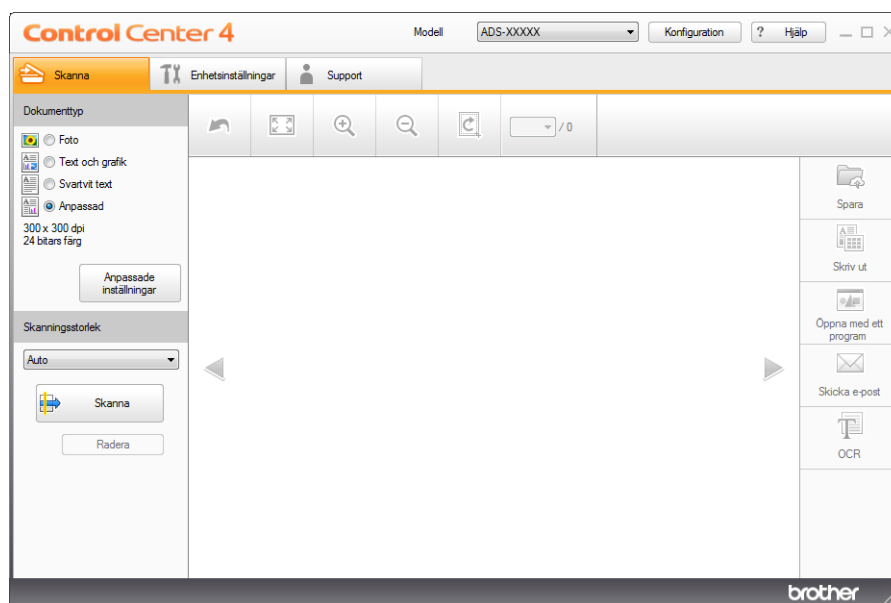 Control Center 4
Modell
ADS-XXXXX
Konfiguration
? Hjälp
Skanna
Enhetsinställningar
Support
Dokumenttyp
Foto
Text och grafik
Svartvit text
Anpassad
300 x 300 dpi
24 bitars färg
Anpassade
inställningar
Skanningsstorlek
Auto
Skanna
Radera
/ 0
Spara
Skriv ut
Öppna med ett
program
Skicka e-post
OCR
brother